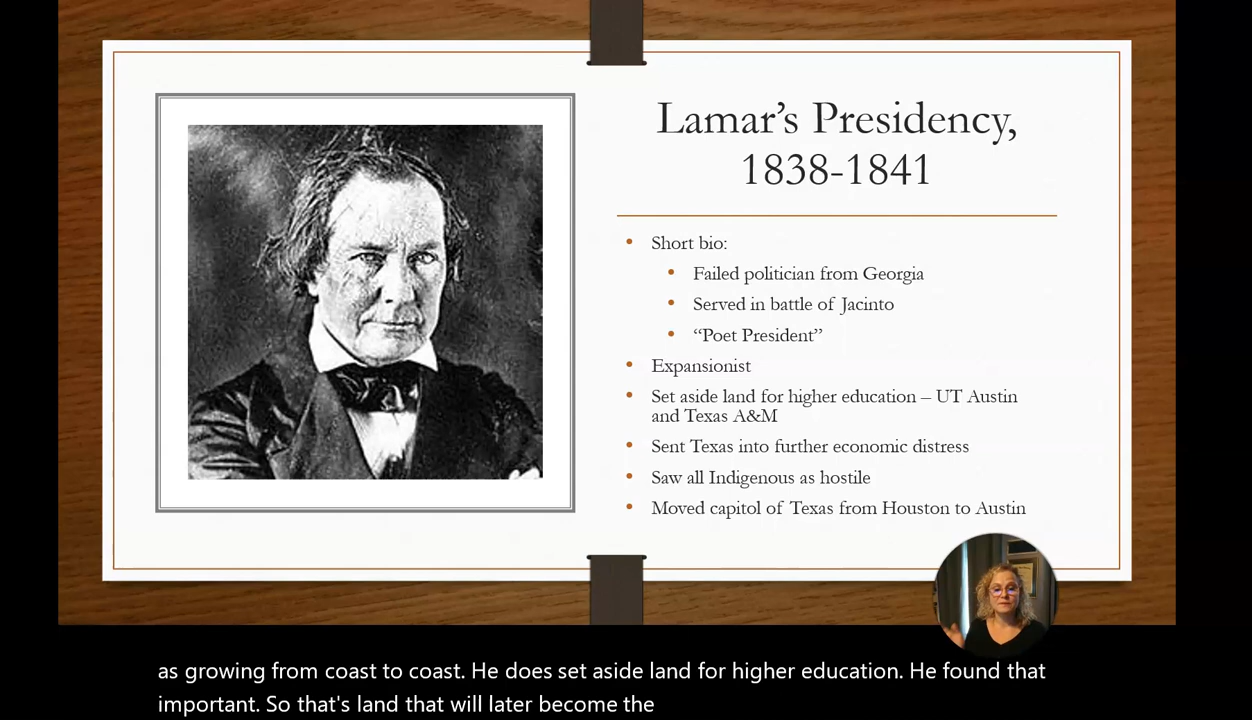 Lamar’s Presidency,
1838-1841
Short bio:
Failed politician from Georgia
Served in battle of Jacinto
“Poet President”
Expansionist
Set aside land for higher education – UT Austin
and Texas A&M
Sent Texas into further economic distress
Saw all Indigenous as hostile
Moved capitol of Texas from Houston to Austin
as growing from coast to coast. He does set aside land for higher education. He found that
important. So that's land that will later become the